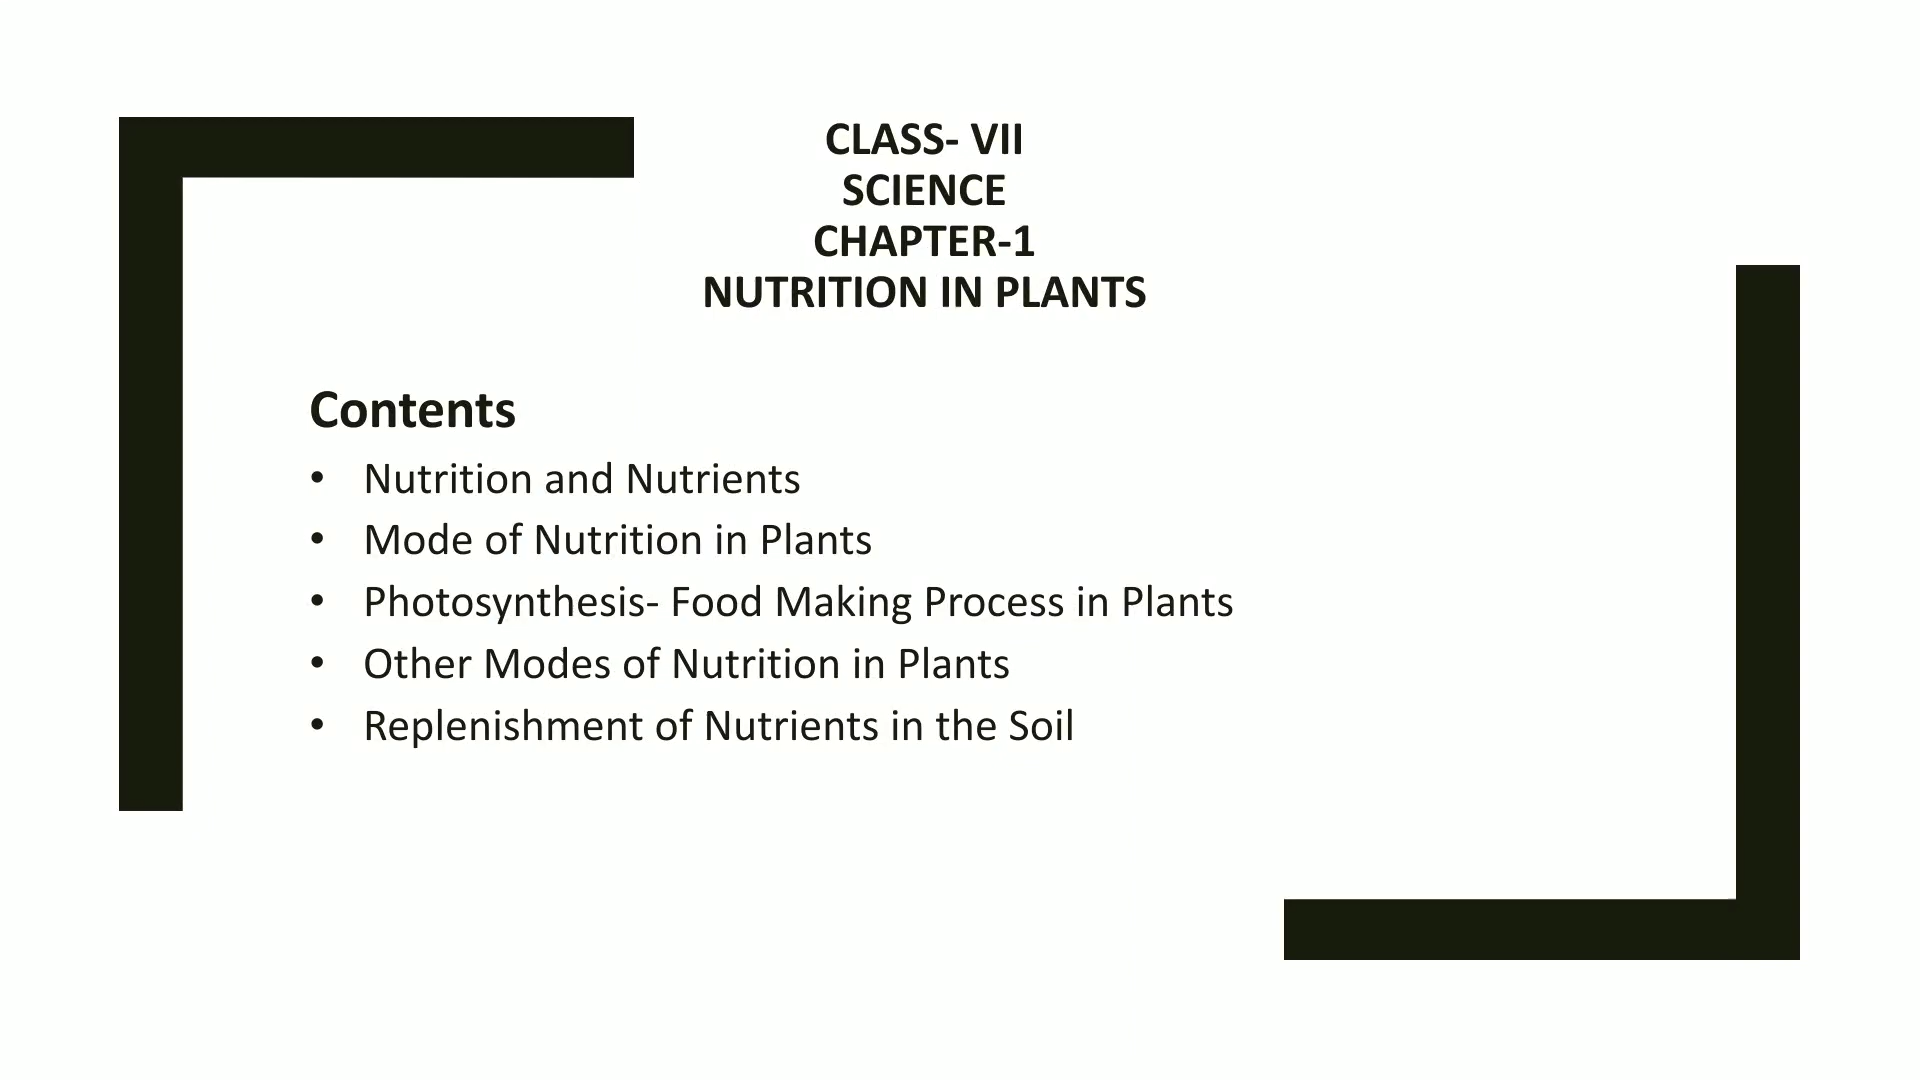 CLASS- VII
SCIENCE
CHAPTER-1
NUTRITION IN PLANTS
Contents
• Nutrition and Nutrients
• Mode of Nutrition in Plants
• Photosynthesis- Food Making Process in Plants
• Other Modes of Nutrition in Plants
• Replenishment of Nutrients in the Soil